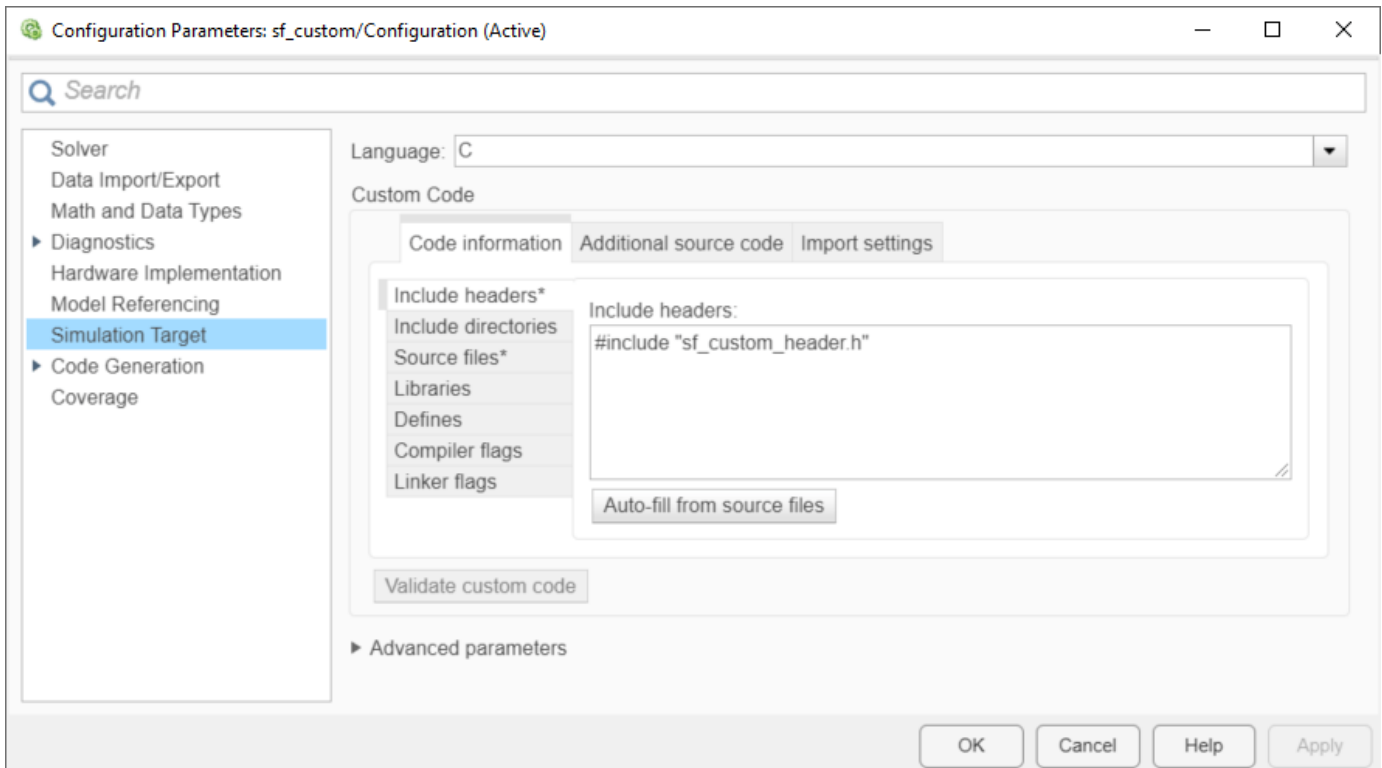 Configuration Parameters: sf_custom/Configuration (Active)
Search
Solver
Data Import/Export
Math and Data Types
Diagnostics
Hardware Implementation
Model Referencing
Simulation Target
Code Generation
Coverage
Language: C
Custom Code
Code information Additional source code Import settings
Include headers*
Include directories
Source files*
Libraries
Defines
Compiler flags
Linker flags
Include headers:
#include "sf_custom_header.h"
Auto-fill from source files
Validate custom code
Advanced parameters
OK Cancel Help Apply